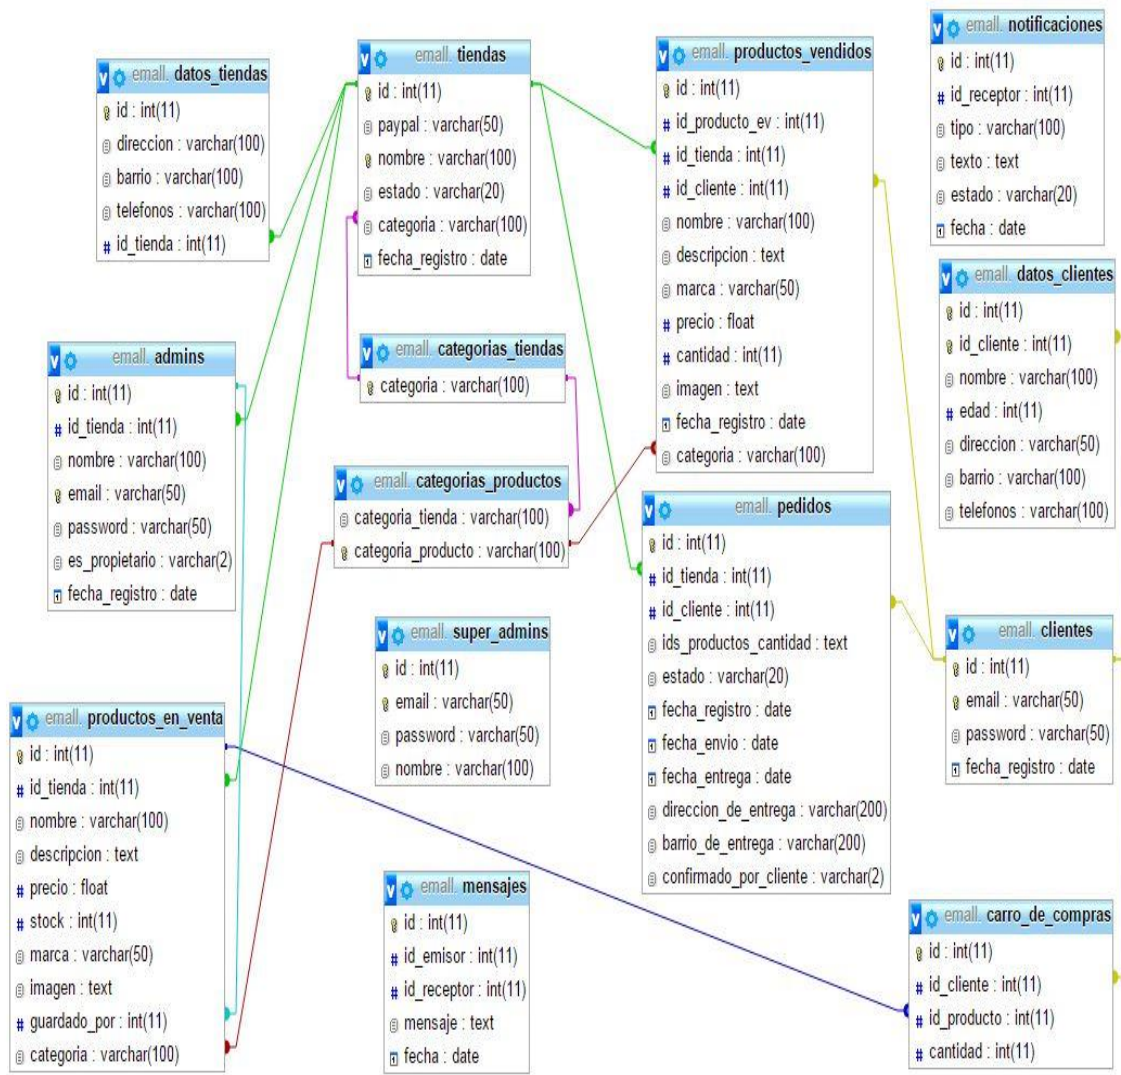 emall. datos_tiendas
id : int(11)
direccion : varchar(100)
barrio : varchar(100)
telefonos : varchar(100)
# id_tienda : int(11)
emall. tiendas
id : int(11)
paypal : varchar(50)
nombre : varchar(100)
estado : varchar(20)
categoria : varchar(100)
fecha_registro : date
emall. productos_vendidos
id : int(11)
# id_producto_ev : int(11)
# id_tienda : int(11)
# id_cliente : int(11)
nombre : varchar(100)
descripcion : text
marca : varchar(50)
# precio : float
# cantidad : int(11)
imagen : text
fecha_registro : date
categoria : varchar(100)
emall. notificaciones
id : int(11)
# id_receptor : int(11)
tipo : varchar(100)
texto : text
estado : varchar(20)
fecha : date
emall. datos_clientes
id : int(11)
id_cliente : int(11)
nombre : varchar(100)
# edad : int(11)
direccion : varchar(50)
barrio : varchar(100)
telefonos : varchar(100)
emall. admins
id : int(11)
# id_tienda : int(11)
nombre : varchar(100)
email : varchar(50)
password : varchar(50)
es_propietario : varchar(2)
fecha_registro : date
emall. categorias_tiendas
categoria : varchar(100)
emall. categorias_productos
categoria_tienda : varchar(100)
categoria_producto : varchar(100)
emall. pedidos
id : int(11)
# id_tienda : int(11)
# id_cliente : int(11)
ids_productos_cantidad : text
estado : varchar(20)
fecha_registro : date
fecha_envio : date
fecha_entrega : date
direccion_de_entrega : varchar(200)
barrio_de_entrega : varchar(200)
confirmado_por_cliente : varchar(2)
emall. super_admins
id : int(11)
email : varchar(50)
password : varchar(50)
nombre : varchar(100)
emall. clientes
id : int(11)
email : varchar(50)
password : varchar(50)
fecha_registro : date
emall. productos_en_venta
id : int(11)
# id_tienda : int(11)
nombre : varchar(100)
descripcion : text
# precio : float
# stock : int(11)
marca : varchar(50)
imagen : text
# guardado_por : int(11)
categoria : varchar(100)
emall. mensajes
id : int(11)
# id_emisor : int(11)
# id_receptor : int(11)
mensaje : text
fecha : date
emall. carro_de_compras
id : int(11)
# id_cliente : int(11)
# id_producto : int(11)
# cantidad : int(11)